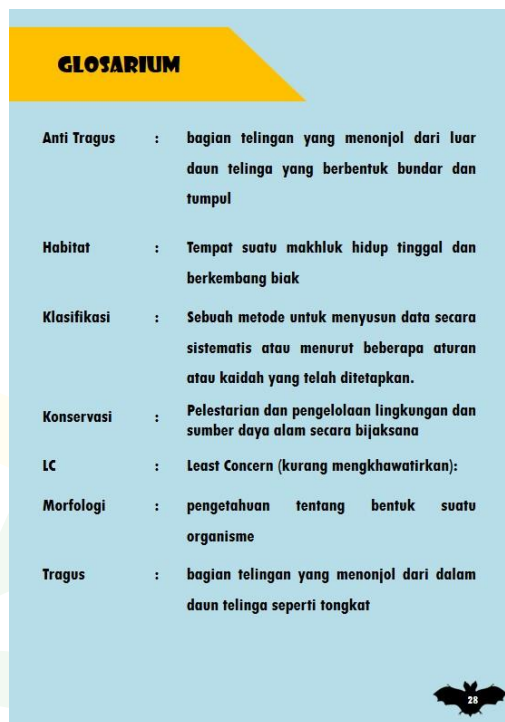 GLOSARIUM
Anti Tragus : bagian telingan yang menonjol dari luar
daun telinga yang berbentuk bundar dan
tumpul
Habitat : Tempat suatu makhluk hidup tinggal dan
berkembang biak
Klasifikasi : Sebuah metode untuk menyusun data secara
sistematis atau menurut beberapa aturan
atau kaidah yang telah ditetapkan.
Konservasi : Pelestarian dan pengelolaan lingkungan dan
sumber daya alam secara bijaksana
LC : Least Concern (kurang mengkhawatirkan):
Morfologi : pengetahuan tentang bentuk suatu
organisme
Tragus : bagian telingan yang menonjol dari dalam
daun telinga seperti tongkat
28